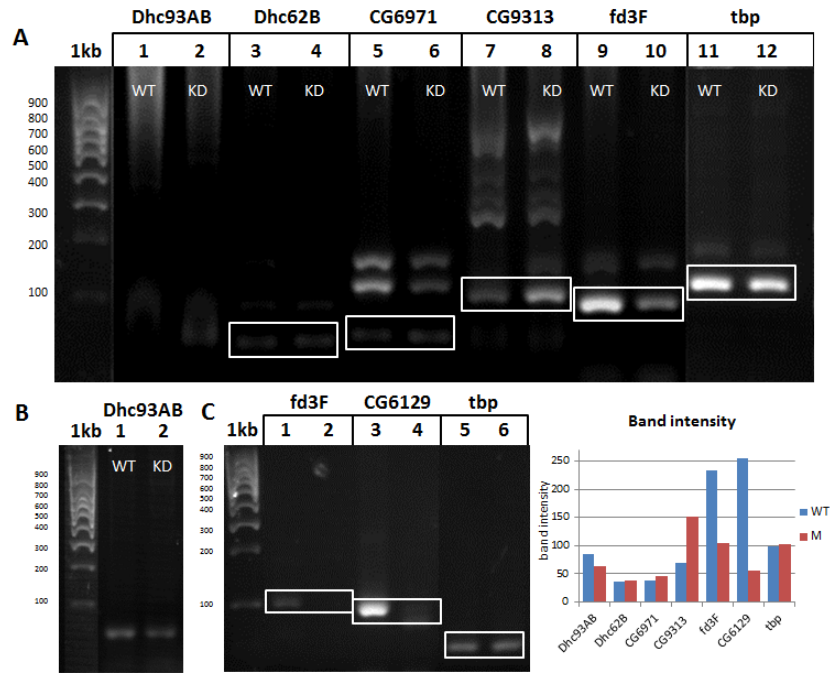 Dhc93AB Dhc62B CG6971 CG9313 fd3F tbp
A
1kb 1 2 3 4 5 6 7 8 9 10 11 12
WT KD WT KD WT KD WT KD WT KD WT KD
900
800
700
600
500
400
300
200
100
B
Dhc93AB
1kb 1 2
WT KD
900
800
700
600
500
400
300
200
100
C
fd3F CG6129 tbp
1kb 1 2 3 4 5 6
900
800
700
600
500
400
300
200
100
Band intensity
band intensity
250
200
150
100
50
0
Dhc93AB
Dhc62B
CG6971
CG9313
fd3F
CG6129
tbp
WT
M